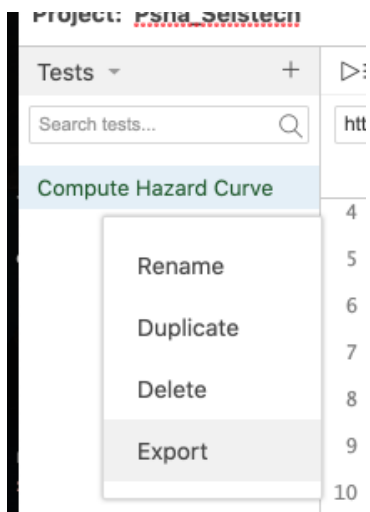 Project: Psha_Seistech
Tests
Search tests...
htt
Compute Hazard Curve
4
Rename
5
6
Duplicate
7
Delete
8
Export
9
10